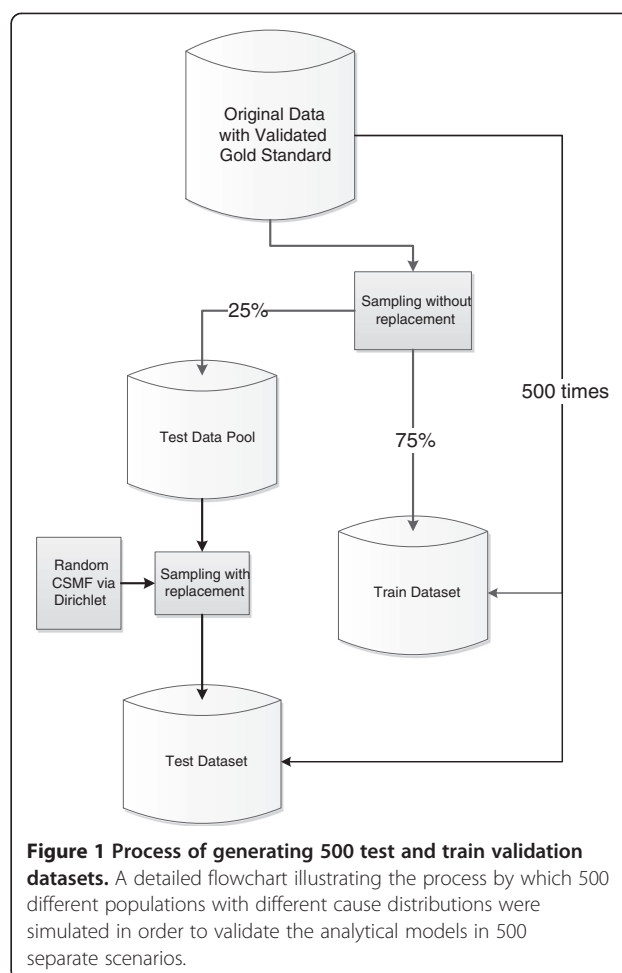 Original Data
with Validated
Gold Standard
Sampling without
replacement
25%
500 times
Test Data Pool
75%
Random
CSMF via
Dirichlet
Sampling with
replacement
Train Dataset
Test Dataset
Figure 1 Process of generating 500 test and train validation
datasets. A detailed flowchart illustrating the process by which 500
different populations with different cause distributions were
simulated in order to validate the analytical models in 500
separate scenarios.